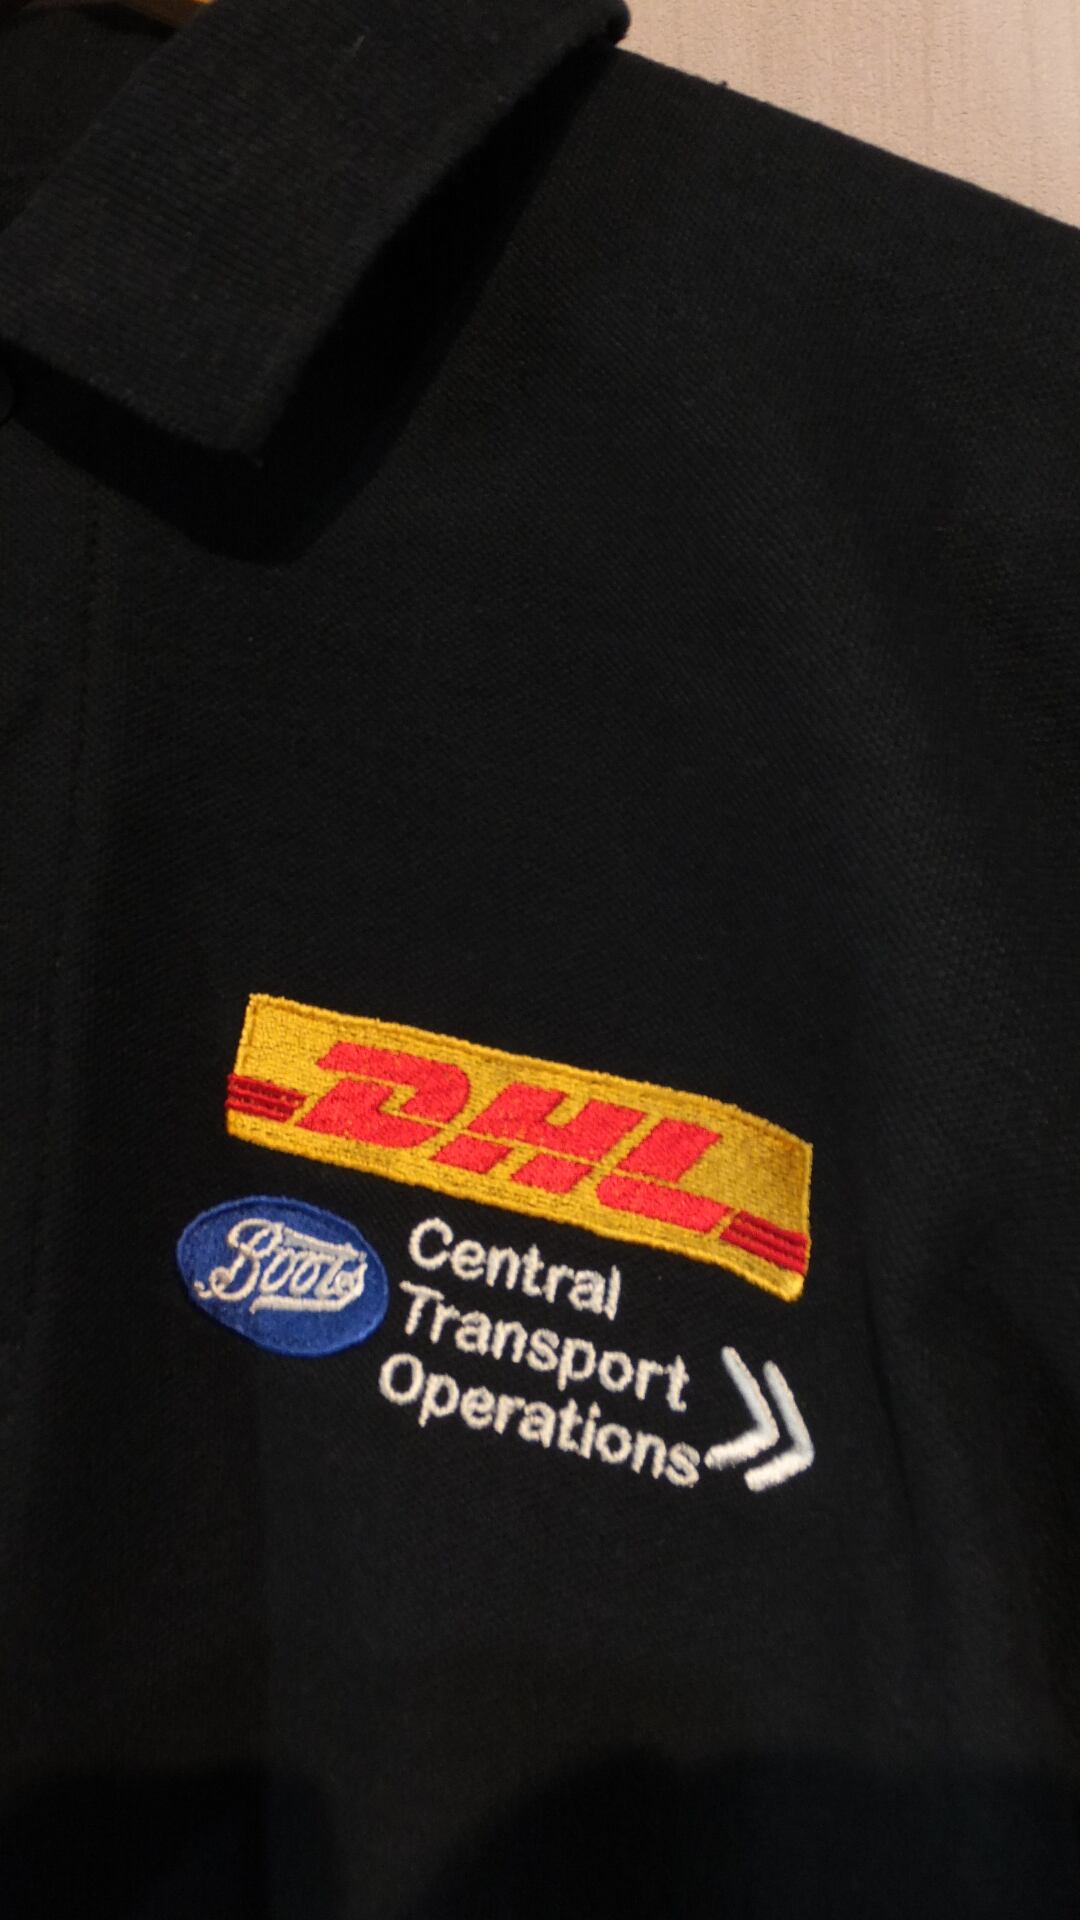 DHL
Boots
Central
Transport
Operations